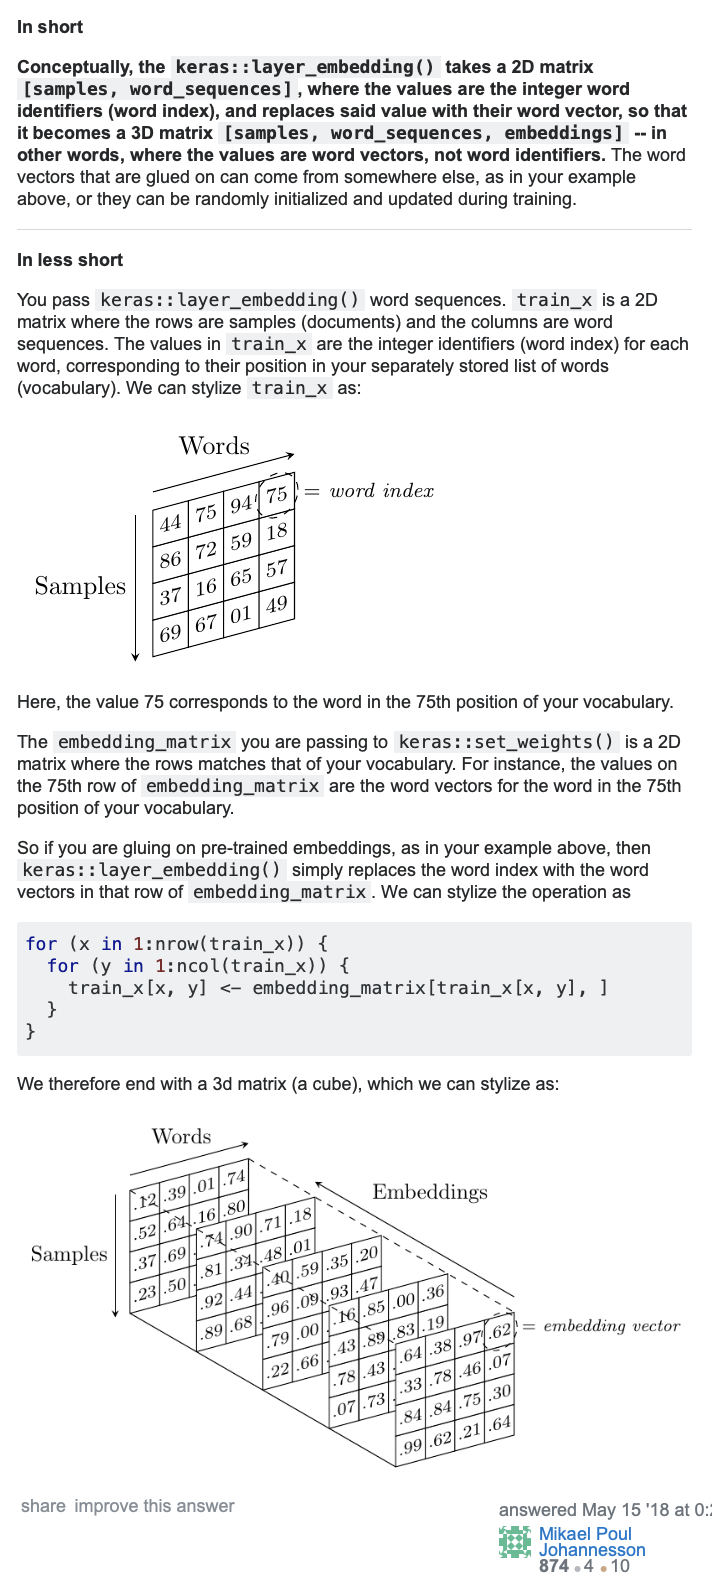 In short
Conceptually, the keras::layer_embedding() takes a 2D matrix
[samples, word_sequences], where the values are the integer word
identifiers (word index), and replaces said value with their word vector, so that
it becomes a 3D matrix [samples, word_sequences, embeddings] -- in
other words, where the values are word vectors, not word identifiers. The word
vectors that are glued on can come from somewhere else, as in your example
above, or they can be randomly initialized and updated during training.
In less short
You pass keras::layer_embedding() word sequences. train_x is a 2D
matrix where the rows are samples (documents) and the columns are word
sequences. The values in train_x are the integer identifiers (word index) for each
word, corresponding to their position in your separately stored list of words
(vocabulary). We can stylize train_x as:
Words
44 75 94 75 = word index
86 72 59 18
Samples
37 16 65 57
69 67 01 49
Here, the value 75 corresponds to the word in the 75th position of your vocabulary.
The embedding_matrix you are passing to keras::set_weights() is a 2D
matrix where the rows matches that of your vocabulary. For instance, the values on
the 75th row of embedding_matrix are the word vectors for the word in the 75th
position of your vocabulary.
So if you are gluing on pre-trained embeddings, as in your example above, then
keras::layer_embedding() simply replaces the word index with the word
vectors in that row of embedding_matrix. We can stylize the operation as
for (x in 1:nrow(train_x)) {
for (y in 1:ncol(train_x)) {
train_x[x, y] <- embedding_matrix[train_x[x, y], ]
}
}
We therefore end with a 3d matrix (a cube), which we can stylize as:
Words
Embeddings
Samples
.12 .39 .01 .74
.52 .64 .16 .80
.37 .69
.23 .50
.74 .90 .71 .18
.81 .34 .48 .01
.92 .44
.89 .68
.40 .59 .35 .20
.96 .09 .93 .47
.79 .00
.22 .66
.16 .85 .00 .36
.43 .89 .83 .19
.78 .43
.07 .73
.64 .38 .97 .62 = embedding vector
.33 .78 .46 .07
.84 .84 .75 .30
.99 .62 .21 .64
share improve this answer
answered May 15 '18 at 0:
Mikael Poul
Johannesson
874 4 10